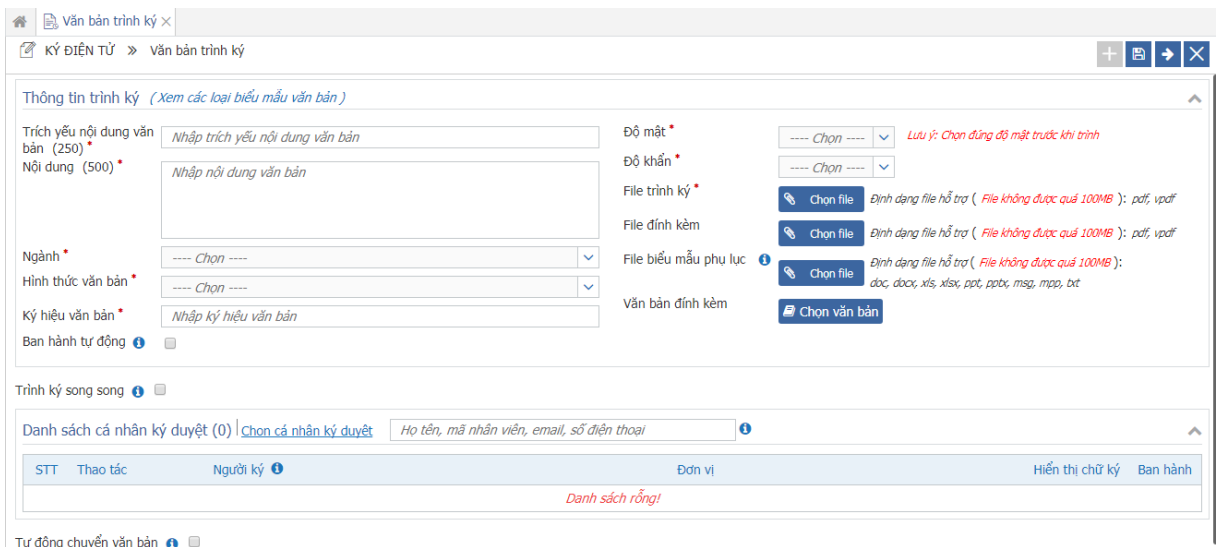 Văn bản trình ký
KÝ ĐIỆN TỬ » Văn bản trình ký
Thông tin trình ký ( Xem các loại biểu mẫu văn bản )
Trích yếu nội dung văn bản (250) * Nhập trích yếu nội dung văn bản
Nội dung (500) * Nhập nội dung văn bản
Ngành * ---- Chọn ----
Hình thức văn bản * ---- Chọn ----
Ký hiệu văn bản * Nhập ký hiệu văn bản
Ban hành tự động
Độ mật * ---- Chọn ---- Lưu ý: Chọn đúng độ mật trước khi trình
Độ khẩn * ---- Chọn ----
File trình ký * Chọn file Định dạng file hỗ trợ ( File không được quá 100MB ): pdf, vpdf
File đính kèm Chọn file Định dạng file hỗ trợ ( File không được quá 100MB ): pdf, vpdf
File biểu mẫu phụ lục Chọn file Định dạng file hỗ trợ ( File không được quá 100MB ):
doc, docx, xls, xlsx, ppt, pptx, msg, mpp, txt
Văn bản đính kèm Chọn văn bản
Trình ký song song
Danh sách cá nhân ký duyệt (0) Chon cá nhân ký duyệt Họ tên, mã nhân viên, email, số điện thoại
STT Thao tác Người ký Đơn vị Hiển thị chữ ký Ban hành
Danh sách rỗng!
Tự động chuyển văn bản